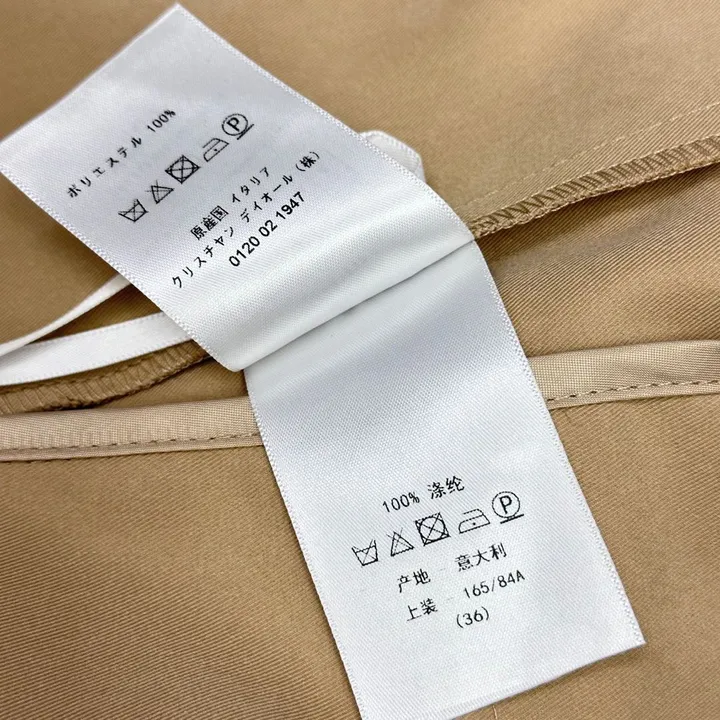 ポリエステル 100%
原産国 イタリア
クリスチャン デイオール (株)
0120 02 1947
100% 涤纶
产地 - 意大利
上装 - 165/84A
(36)